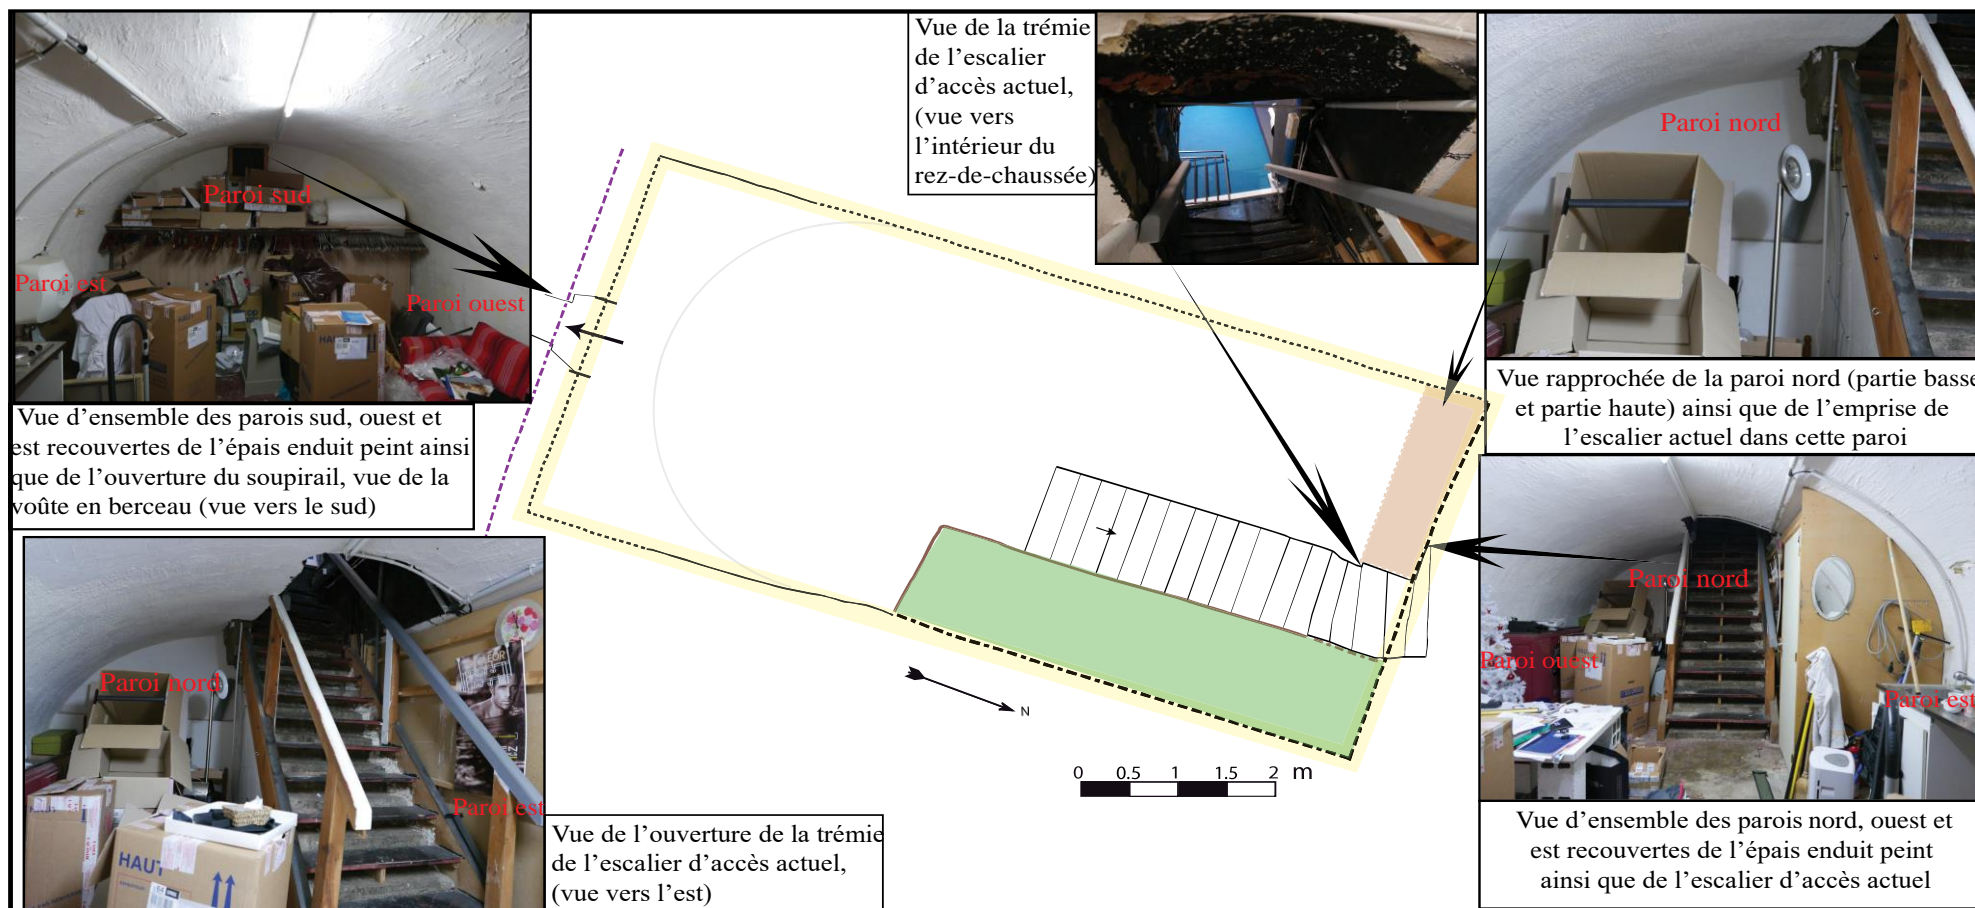 Paroi sud
Paroi est
Paroi ouest
HAUT
Vue d’ensemble des parois sud, ouest et
est recouvertes de l’épais enduit peint ainsi
que de l’ouverture du soupirail, vue de la
voûte en berceau (vue vers le sud)
Vue de la trémie
de l’escalier
d’accès actuel,
(vue vers
l’intérieur du
rez-de-chaussée)
Paroi nord
Vue rapprochée de la paroi nord (partie basse
et partie haute) ainsi que de l’emprise de
l’escalier actuel dans cette paroi
Paroi nord
Paroi est
HAUT
Vue de l’ouverture de la trémie
de l’escalier d’accès actuel,
(vue vers l’est)
N
0 0.5 1 1.5 2 m
Paroi nord
Paroi ouest
Paroi est
Vue d’ensemble des parois nord, ouest et
est recouvertes de l’épais enduit peint
ainsi que de l’escalier d’accès actuel